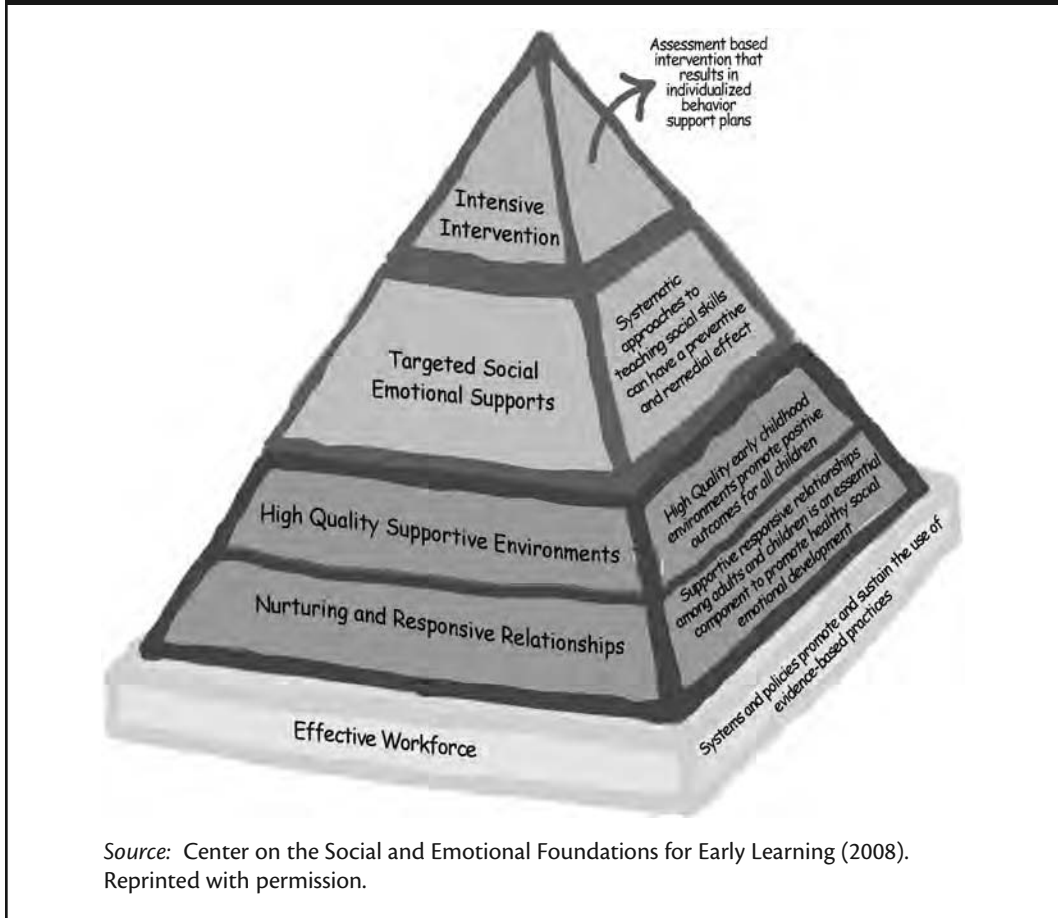 Assessment based
intervention that
results in
individualized
behavior
support plans
Intensive
Intervention
Systematic
approaches to
teaching social skills
can have a preventive
and remedial effect
Targeted Social
Emotional Supports
High Quality early childhood
environments promote positive
outcomes for all children
High Quality Supportive Environments
Supportive responsive relationships
among adults and children is an essential
component to promote healthy social
emotional development
Nurturing and Responsive Relationships
Systems and policies promote and sustain the use of
evidence-based practices
Effective Workforce
Source: Center on the Social and Emotional Foundations for Early Learning (2008).
Reprinted with permission.